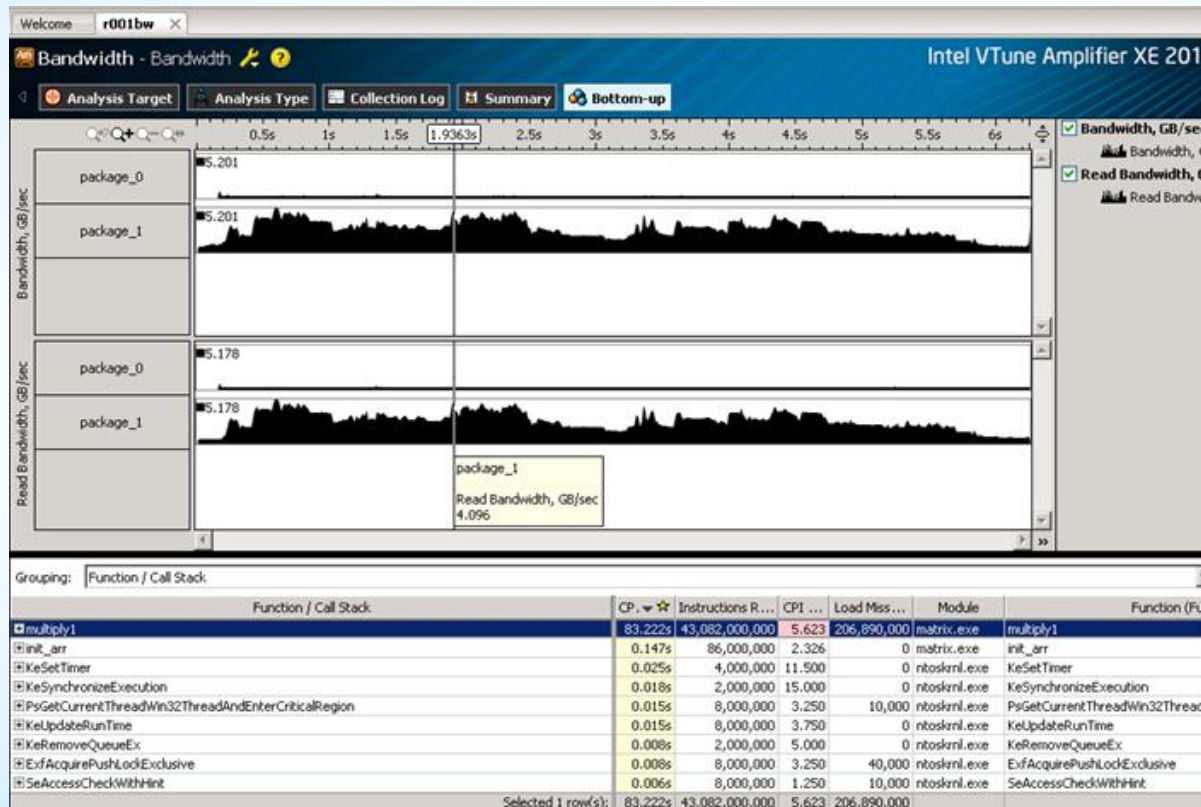 Welcome r001bw
Bandwidth - Bandwidth Intel VTune Amplifier XE 201
Analysis Target Analysis Type Collection Log Summary Bottom-up
0.5s 1s 1.5s 1.9363s 2.5s 3s 3.5s 4s 4.5s 5s 5.5s 6s
Bandwidth, GB/sec
package_0 5.201
package_1 5.201
Read Bandwidth, GB/sec
package_0 5.178
package_1 5.178
package_1
Read Bandwidth, GB/sec
4.096
Bandwidth, GB/se
Bandwidth,
Read Bandwidth,
Read Bandw
Grouping: Function / Call Stack
Function / Call Stack CP. Instructions R... CPI ... Load Miss... Module Function (Fu
multiply1 83.222s 43,082,000,000 5.623 206,890,000 matrix.exe multiply1
init_arr 0.147s 86,000,000 2.326 0 matrix.exe init_arr
KeSetTimer 0.025s 4,000,000 11.500 0 ntoskrnl.exe KeSetTimer
KeSynchronizeExecution 0.018s 2,000,000 15.000 0 ntoskrnl.exe KeSynchronizeExecution
PsGetCurrentThreadWin32ThreadAndEnterCriticalRegion 0.015s 8,000,000 3.250 10,000 ntoskrnl.exe PsGetCurrentThreadWin32Thread
KeUpdateRunTime 0.015s 8,000,000 3.750 0 ntoskrnl.exe KeUpdateRunTime
KeRemoveQueueEx 0.008s 2,000,000 5.000 0 ntoskrnl.exe KeRemoveQueueEx
ExfAcquirePushLockExclusive 0.008s 8,000,000 3.250 40,000 ntoskrnl.exe ExfAcquirePushLockExclusive
SeAccessCheckWithHint 0.006s 8,000,000 1.250 10,000 ntoskrnl.exe SeAccessCheckWithHint
Selected 1 row(s): 83.222s 43,082,000,000 5.623 206,890,000